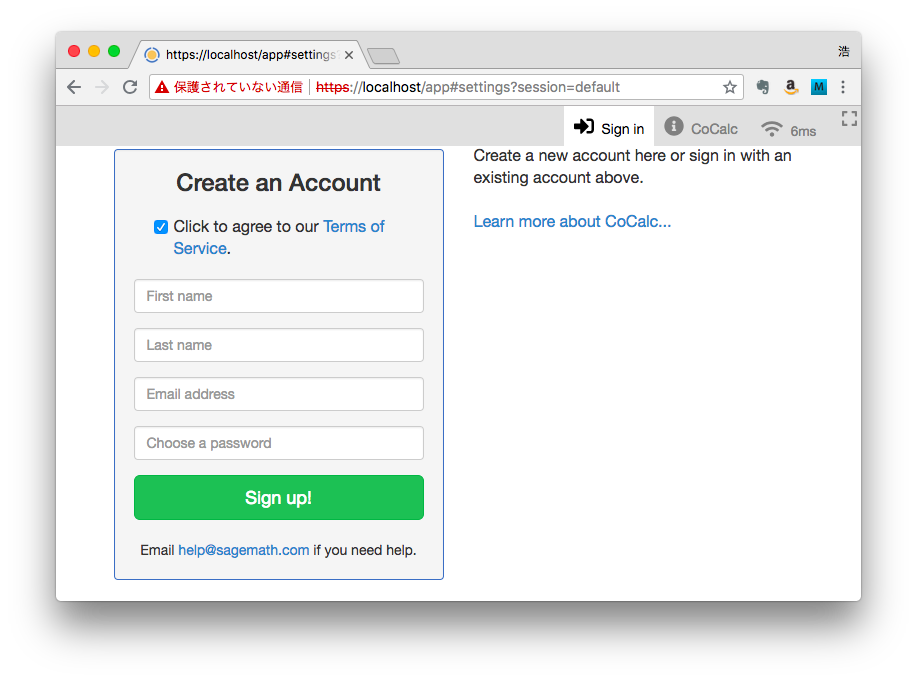 https://localhost/app#settings?
浩
保護されていない通信 https://localhost/app#settings?session=default
a
M
Sign in
CoCalc
6ms
Create an Account
Click to agree to our Terms of
Service.
First name
Last name
Email address
Choose a password
Sign up!
Email help@sagemath.com if you need help.
Create a new account here or sign in with an
existing account above.
Learn more about CoCalc...